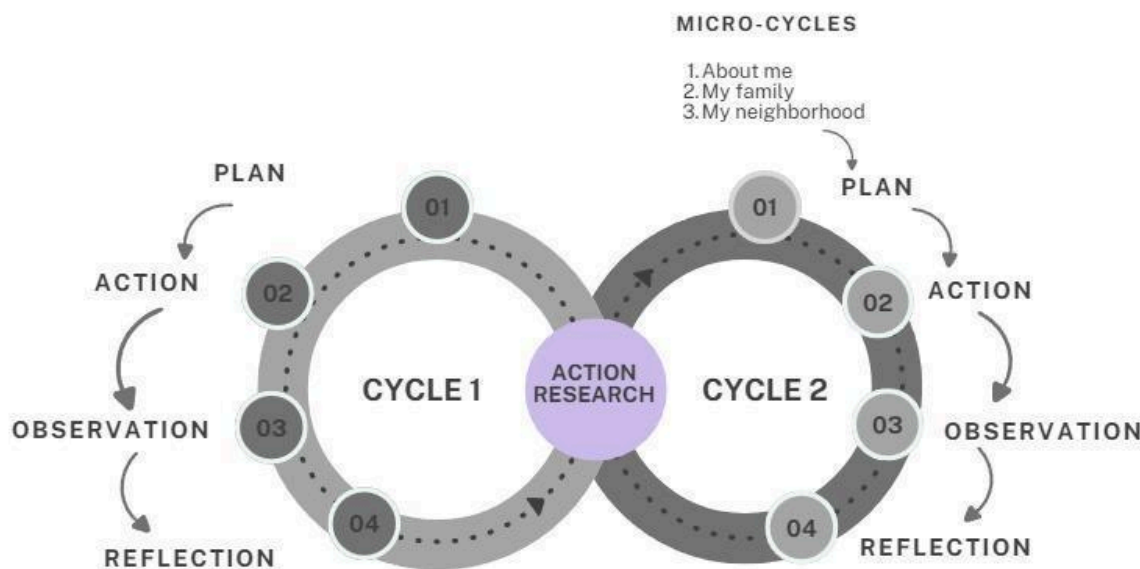 MICRO-CYCLES
1. About me
2. My family
3. My neighborhood
PLAN
ACTION
OBSERVATION
REFLECTION
01
02
03
04
CYCLE 1
ACTION
RESEARCH
CYCLE 2
01
02
03
04
PLAN
ACTION
OBSERVATION
REFLECTION